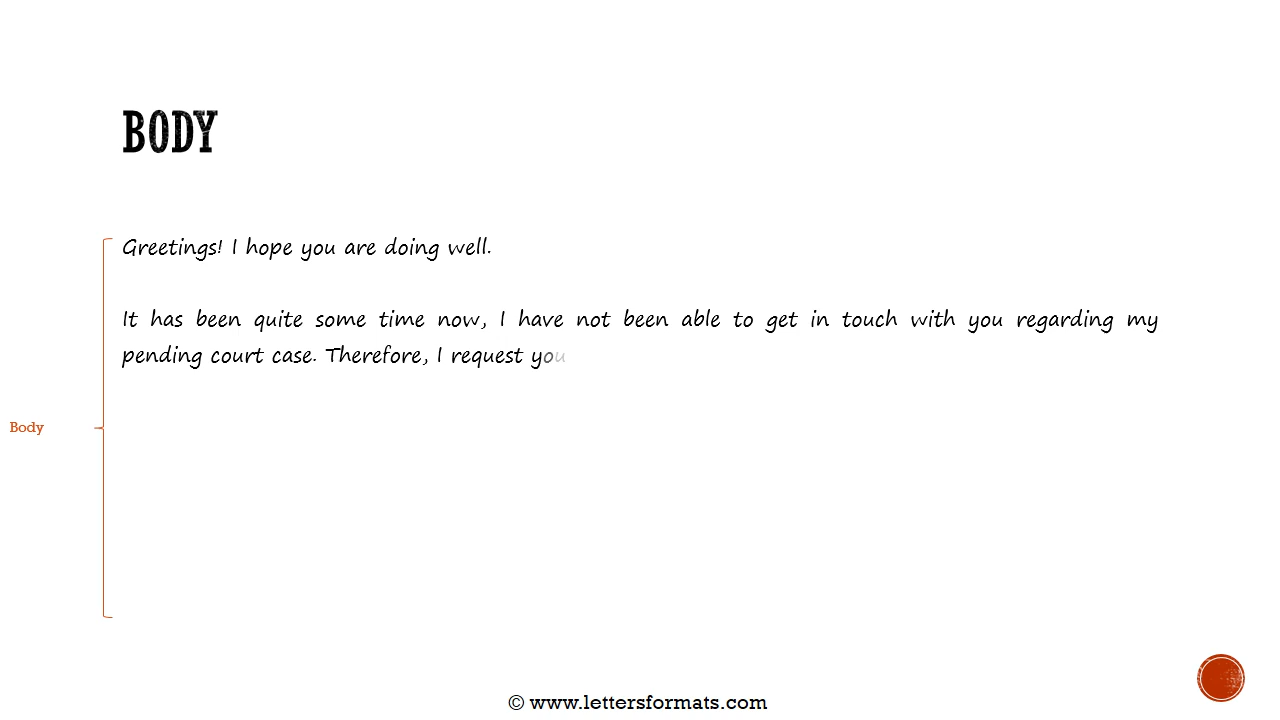 BODY
Greetings! I hope you are doing well.
It has been quite some time now, I have not been able to get in touch with you regarding my
pending court case. Therefore, I request you
Body
© www.lettersformats.com